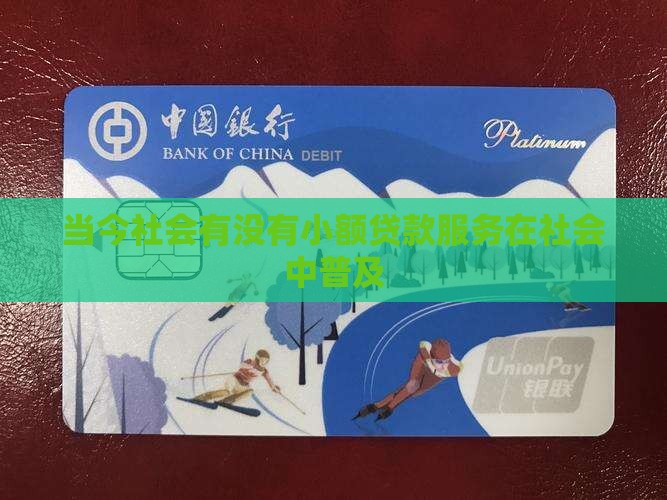 中国銀行
Platinum
BANK OF CHINA DEBIT
当今社会有没有小额贷款服务在社会
中普及
UnionPay
银联